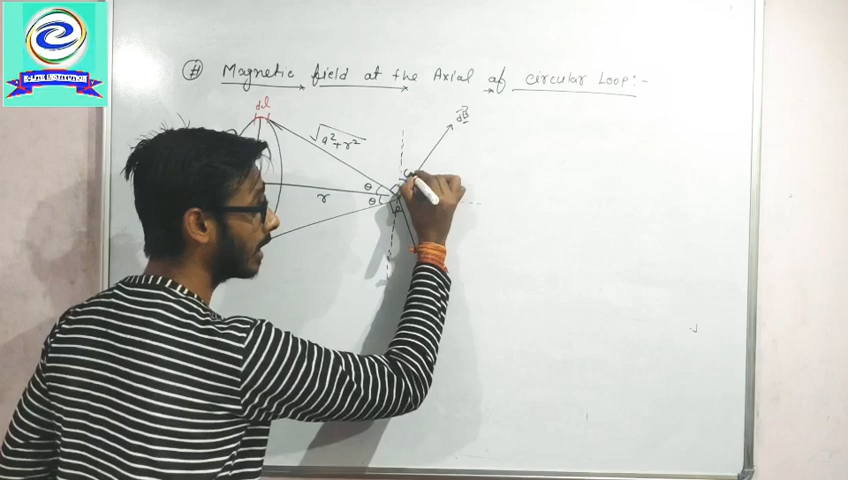 # Magnetic field at the Axial of circular Loop:-
dl
√a²+r²
dB
θ
r
θ
P